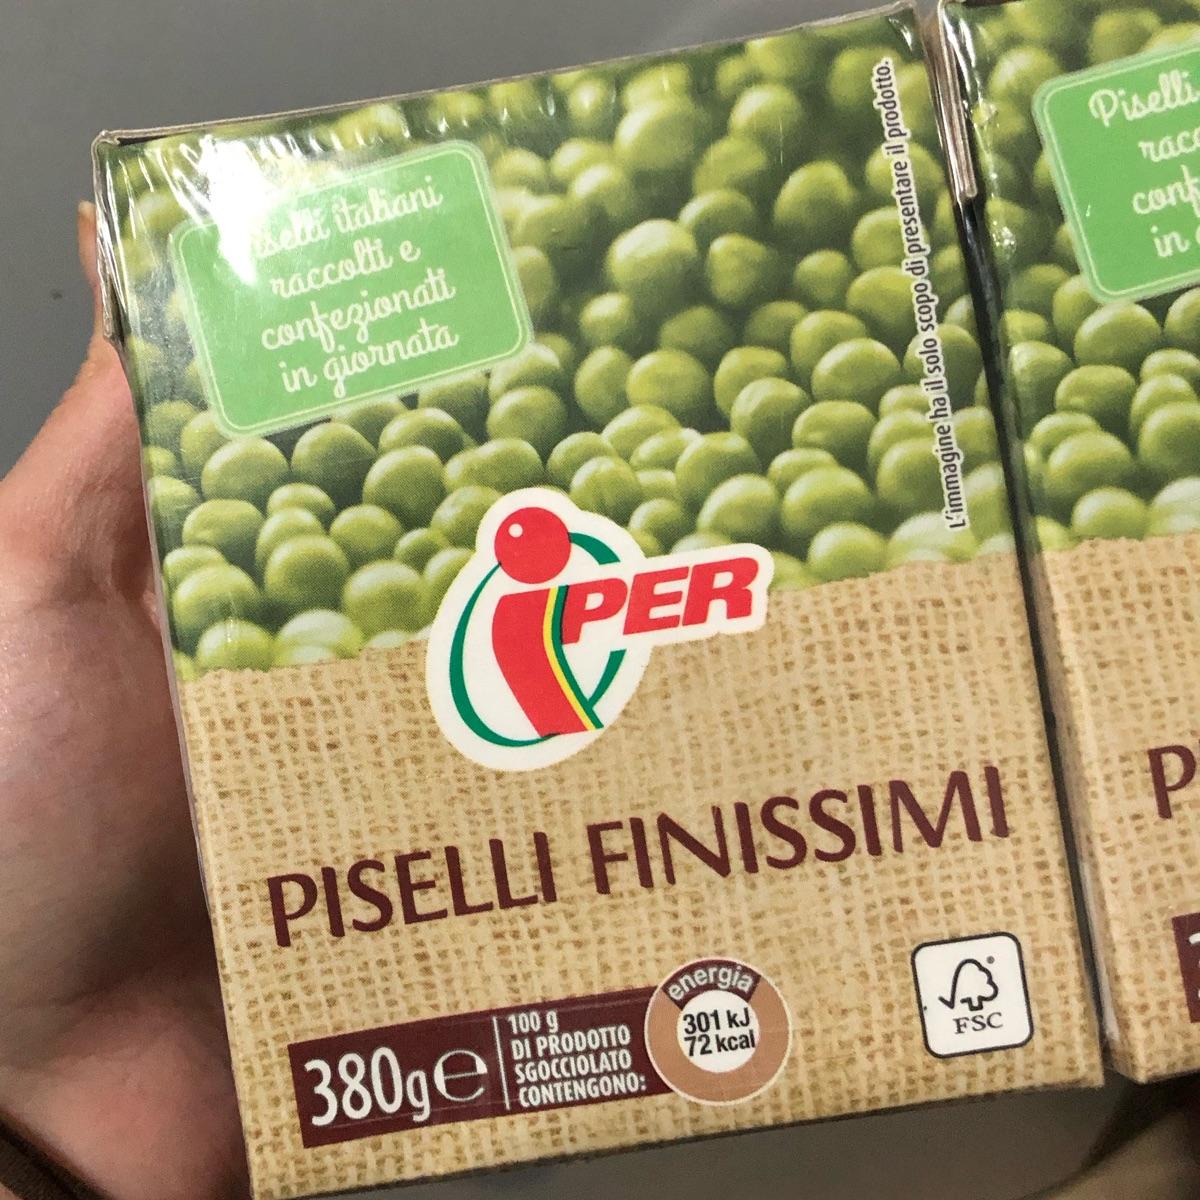 italiani
raccolti e
confezionati
in giornata
L'immagine ha il solo scopo di presentare il prodotto.
iPER
PISELLI FINISSIMI
380g e
100 g
DI PRODOTTO
SGOCCIOLATO
CONTENGONO:
energia
301 kJ
72 kcal
FSC
Piselli
in